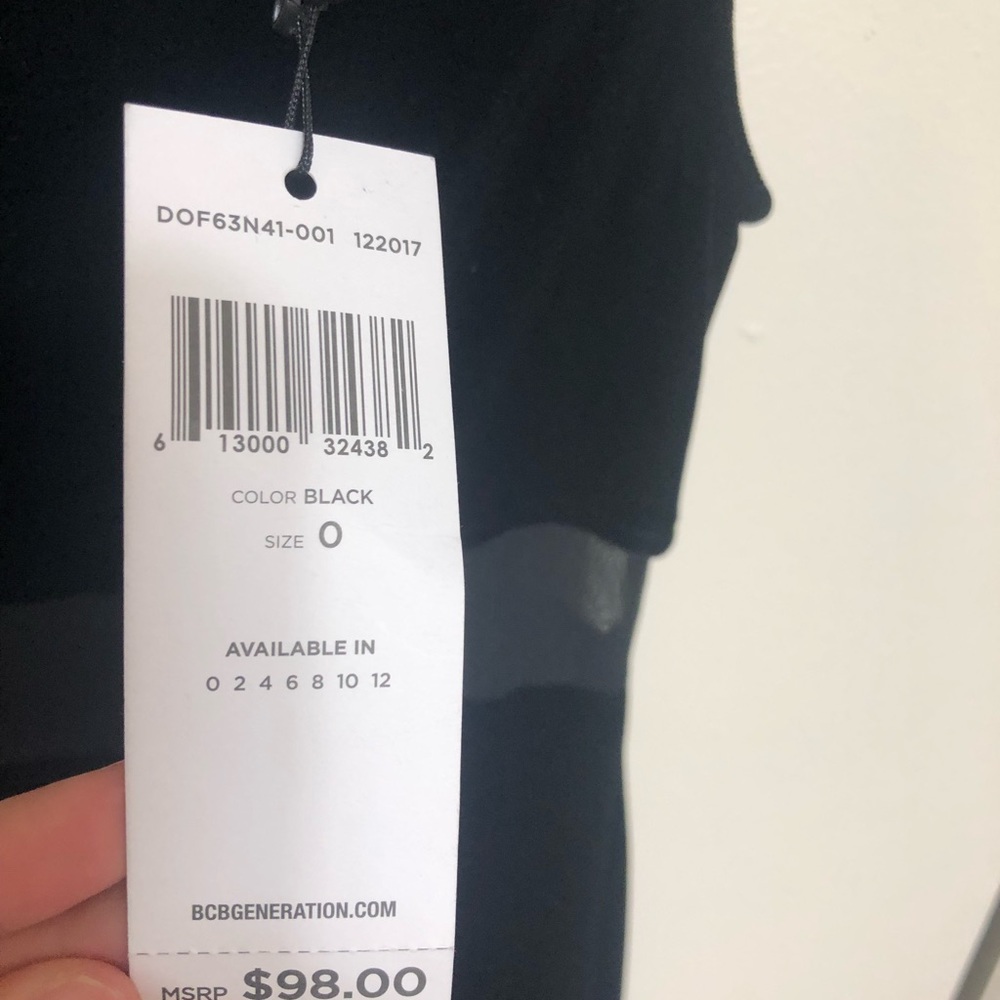 DOF63N41-001 122017
6 13000 32438 2
COLOR BLACK
SIZE 0
AVAILABLE IN
0 2 4 6 8 10 12
BCBGENERATION.COM
MSRP $98.00